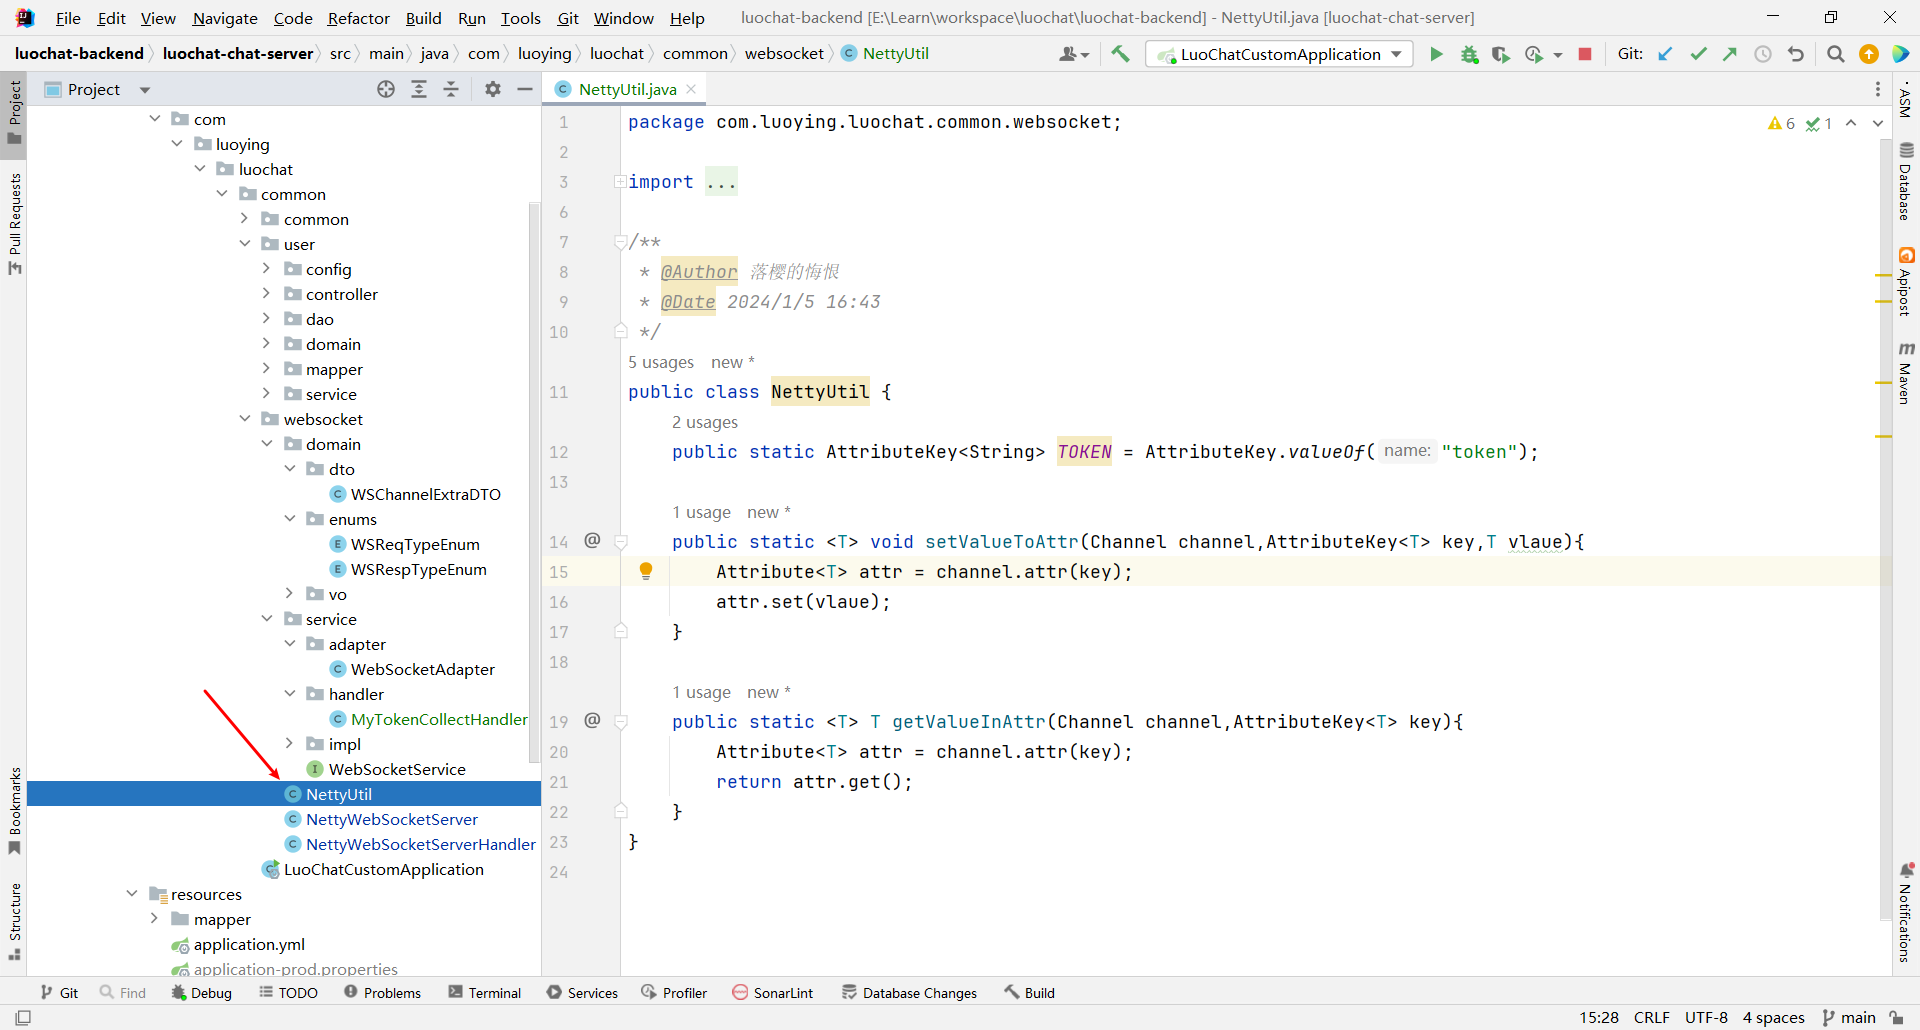 File Edit View Navigate Code Refactor Build Run Tools Git Window Help luochat-backend [E:\Learn\workspace\luochat\luochat-backend] - NettyUtil.java [luochat-chat-server]
luochat-backend luochat-chat-server src main java com luoying luochat common websocket NettyUtil LuoChatCustomApplication Git:
Project
NettyUtil.java
Project
Pull Requests
Bookmarks
Structure
com
luoying
luochat
common
common
user
config
controller
dao
domain
mapper
service
websocket
domain
dto
WSChannelExtraDTO
enums
WSReqTypeEnum
WSRespTypeEnum
vo
service
adapter
WebSocketAdapter
handler
MyTokenCollectHandler
impl
WebSocketService
NettyUtil
NettyWebSocketServer
NettyWebSocketServerHandler
LuoChatCustomApplication
resources
mapper
application.yml
application-prod.properties
1 package com.luoying.luochat.common.websocket;
2
3 import ...
6
7 /**
8 * @Author 落樱的悔恨
9 * @Date 2024/1/5 16:43
10 */
5 usages new *
11 public class NettyUtil {
2 usages
12 public static AttributeKey<String> TOKEN = AttributeKey.valueOf( name: "token");
13
1 usage new *
14 @ public static <T> void setValueToAttr(Channel channel,AttributeKey<T> key,T vlaue){
15 Attribute<T> attr = channel.attr(key);
16 attr.set(vlaue);
17 }
18
1 usage new *
19 @ public static <T> T getValueInAttr(Channel channel,AttributeKey<T> key){
20 Attribute<T> attr = channel.attr(key);
21 return attr.get();
22 }
23 }
24
6 1
ASM
Database
Apipost
Maven
Notifications
Git Find Debug TODO Problems Terminal Services Profiler SonarLint Database Changes Build
15:28 CRLF UTF-8 4 spaces main